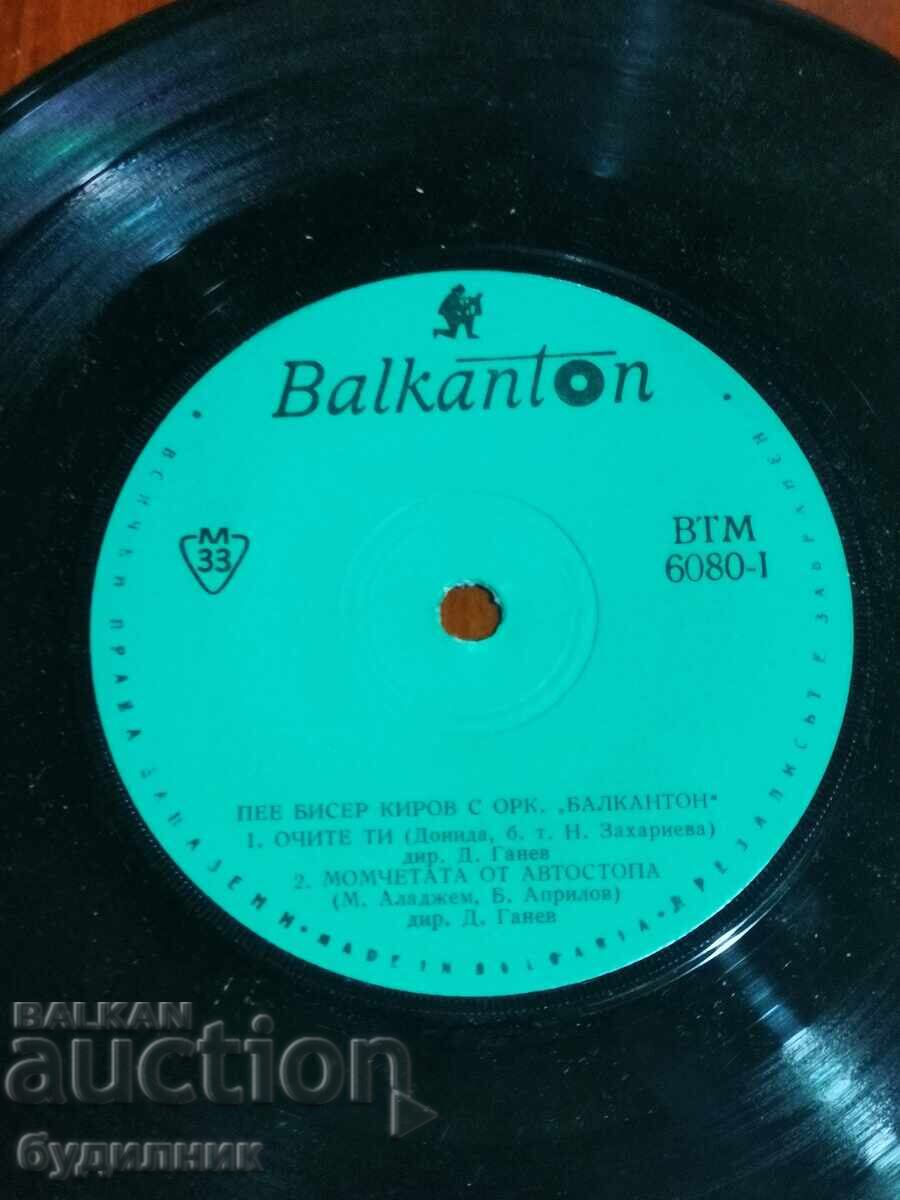 Balkanton
М
33
ВТМ
6080-I
ПЕЕ БИСЕР КИРОВ С ОРК. „БАЛКАНТОН“
1. ОЧИТЕ ТИ (Донида, б. т. Н. Захариева)
дир. Д. Ганев
2. МОМЧЕТАТА ОТ АВТОСТОПА
(М. Аладжем, Б. Априлов)
дир. Д. Ганев
• ВСИЧКИ ПРАВА ЗАПАЗЕНИ • MADE IN BULGARIA • ПРЕЗАПИСЪТ Е ЗАБРАНЕН •
BALKAN
auction
будилник